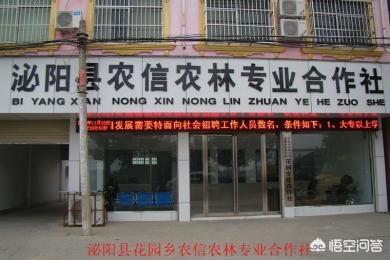 泌阳县农信农林专业合作社
BI YANG XIAN NONG XIN NONG LIN ZHUAN YE HE ZUO SHE
发展需要特面向社会招聘工作人员数名，条件如下：1、大专以上学
泌阳县花园乡农信农林专业合作社
悟空问答